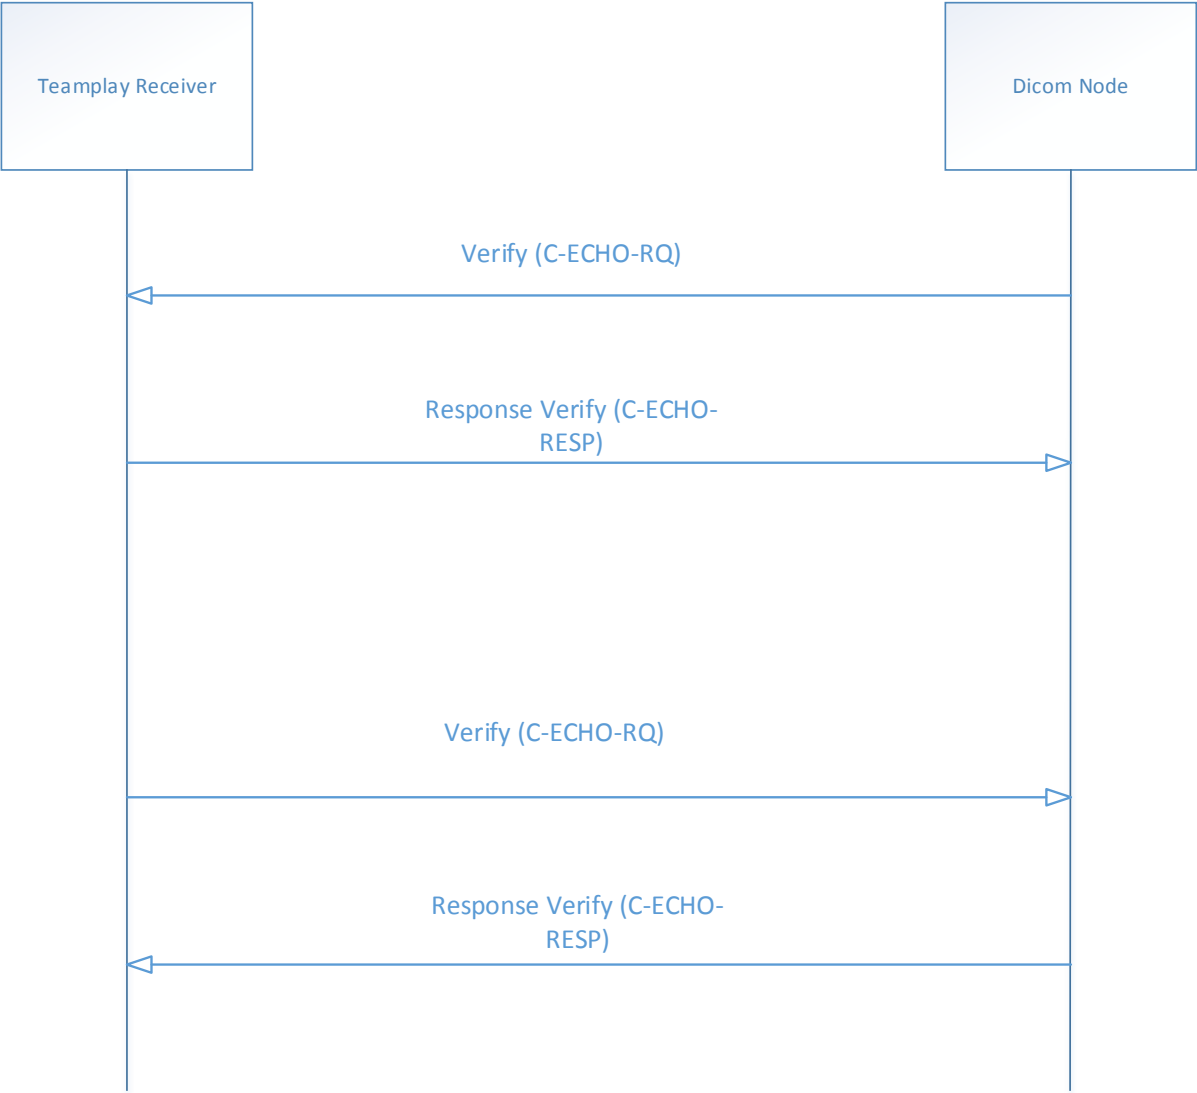 Teamplay Receiver
Dicom Node
Verify (C-ECHO-RQ)
Response Verify (C-ECHO-
RESP)
Verify (C-ECHO-RQ)
Response Verify (C-ECHO-
RESP)